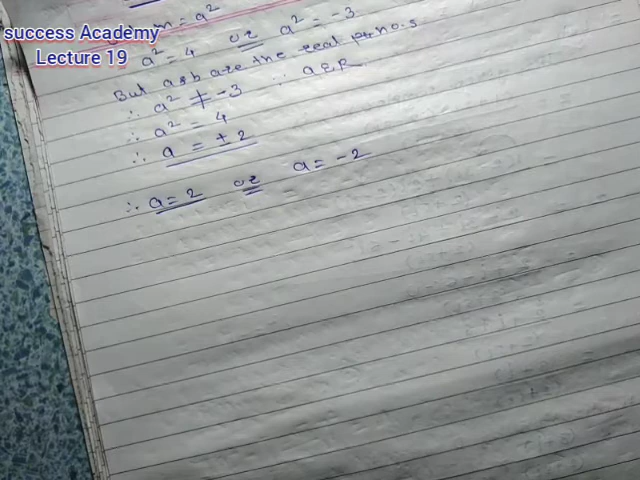 success Academy
Lecture 19
m = a²
a² = 4 or a² = -3
But a & b are the real
∴ a² ≠ -3 ∵ a ∈ R
∴ a² = 4
∴ a = ± 2
∴ a = 2 or a = -2